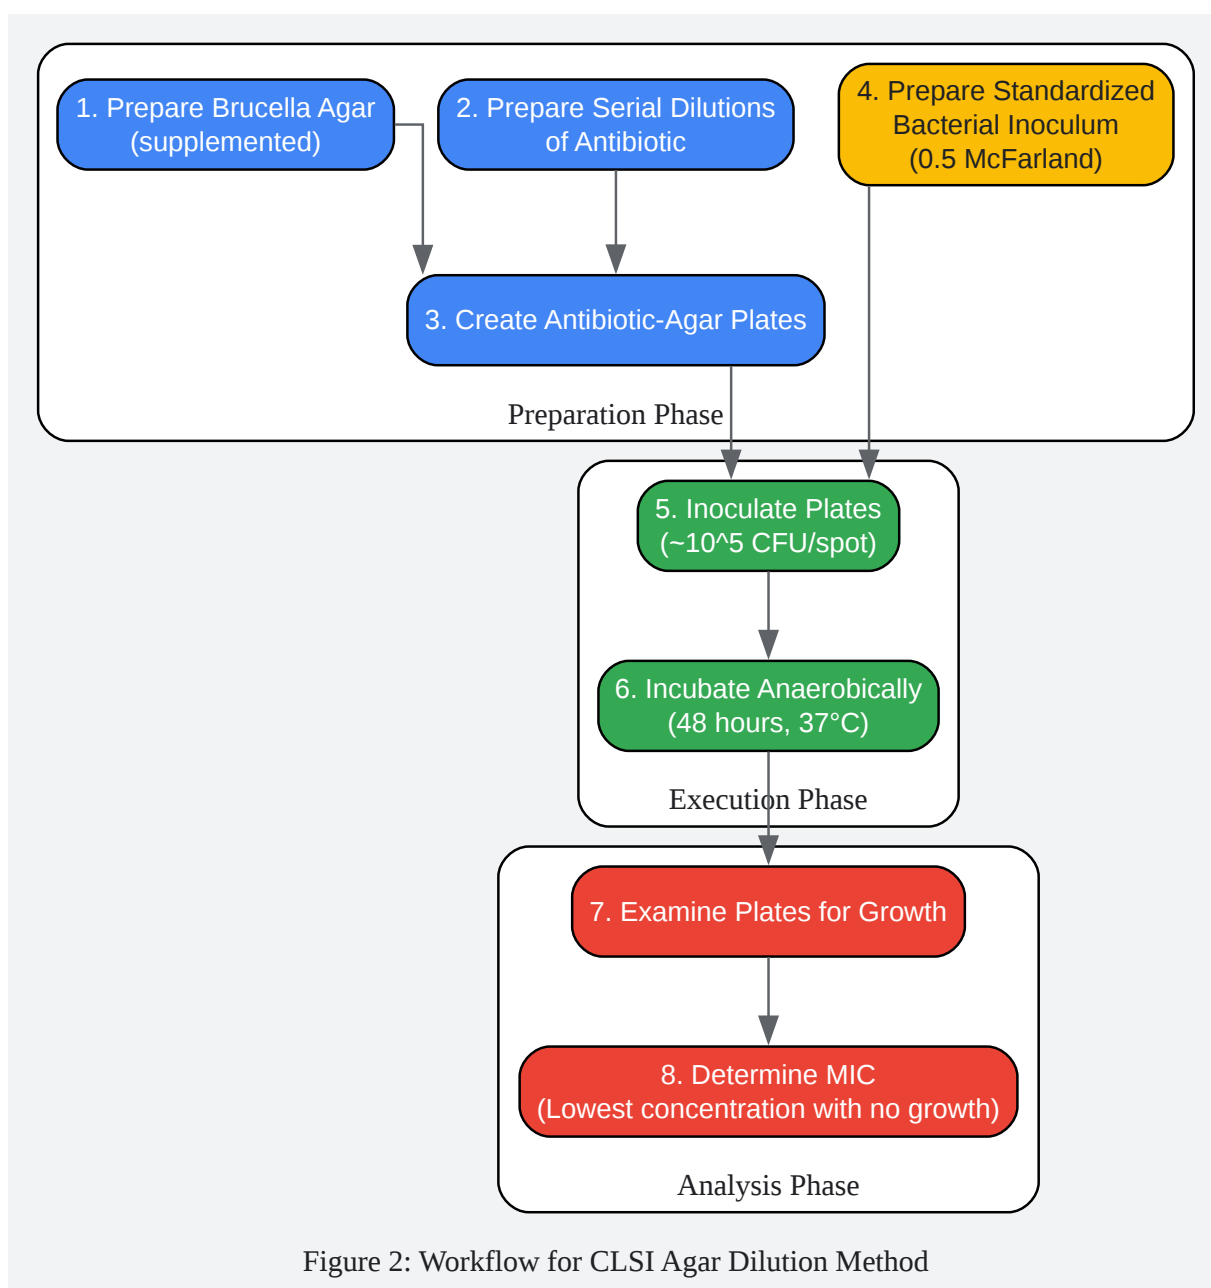 1. Prepare Brucella Agar
(supplemented)
2. Prepare Serial Dilutions
of Antibiotic
4. Prepare Standardized
Bacterial Inoculum
(0.5 McFarland)
3. Create Antibiotic-Agar Plates
Preparation Phase
5. Inoculate Plates
(~10^5 CFU/spot)
6. Incubate Anaerobically
(48 hours, 37°C)
Execution Phase
7. Examine Plates for Growth
8. Determine MIC
(Lowest concentration with no growth)
Analysis Phase
Figure 2: Workflow for CLSI Agar Dilution Method